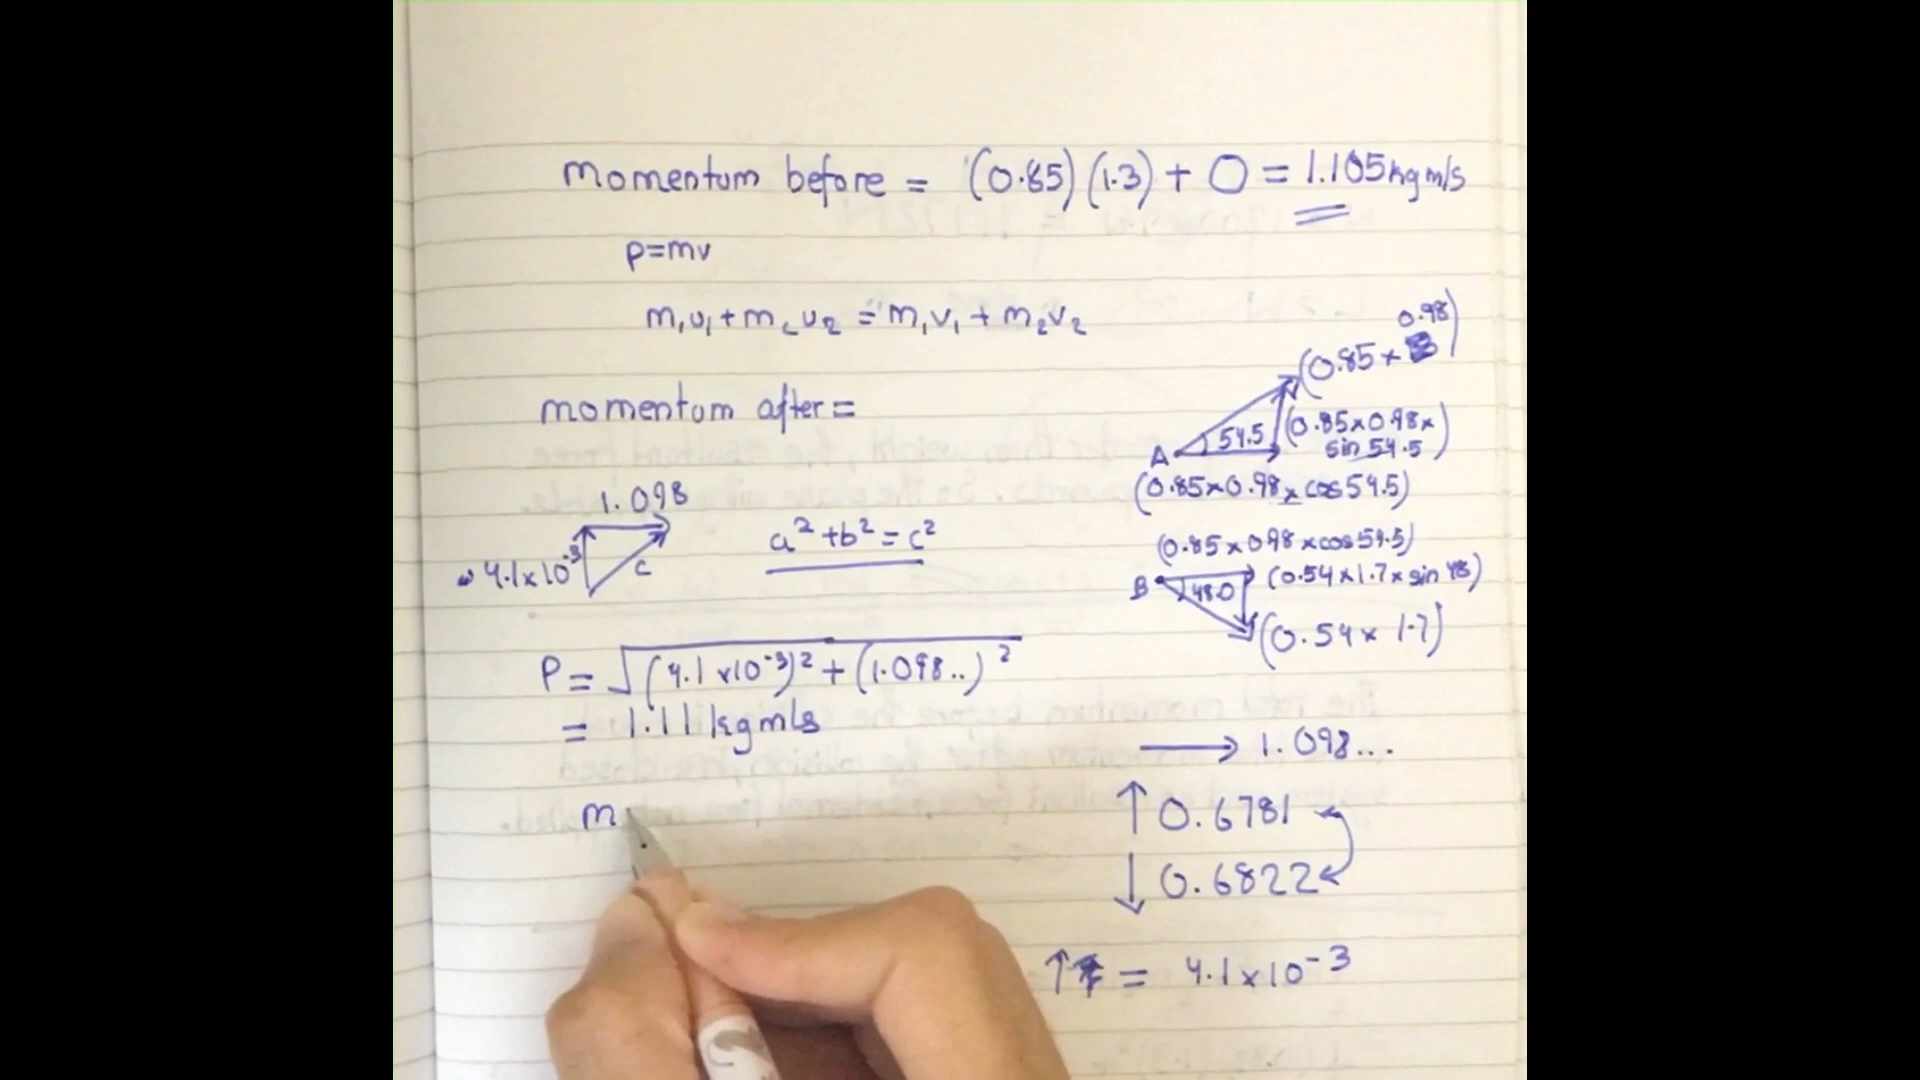 momentum before = (0.85)(1.3) + 0 = 1.105 kgm/s
p=mv
m₁u₁ + m₂u₂ = m₁v₁ + m₂v₂
momentum after =
(0.85 × 0.98)
54.5
(0.85×0.98× sin 54.5)
A
(0.85×0.98 × cos 54.5)
1.098
4.1×10⁻³
c
a² + b² = c²
(0.85×0.98 × cos 54.5)
B
48.0
(0.54 × 1.7 × sin 48)
(0.54 × 1.7)
P = √(4.1 ×10⁻³)² + (1.098..)²
= 1.11 kgm/s
→ 1.098...
↑ 0.6781
↓ 0.6822
↑ = 4.1×10⁻³
m